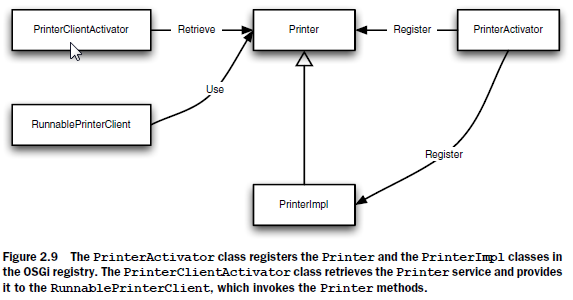 PrinterClientActivator
Retrieve
Printer
Register
PrinterActivator
Use
RunnablePrinterClient
Register
PrinterImpl
Figure 2.9 The PrinterActivator class registers the Printer and the PrinterImpl classes in
the OSGi registry. The PrinterClientActivator class retrieves the Printer service and provides
it to the RunnablePrinterClient, which invokes the Printer methods.